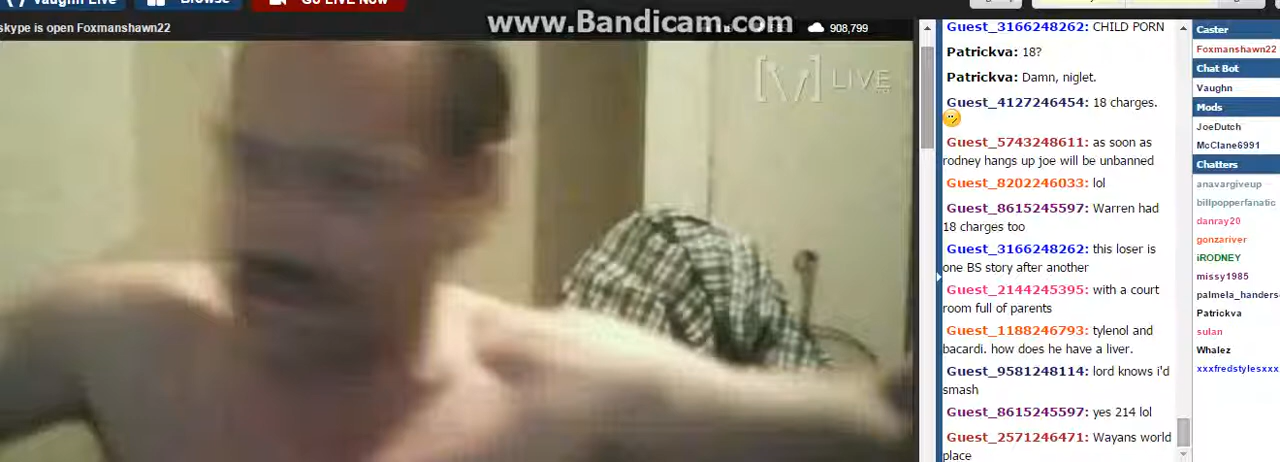 Vaughn Live
Browse
Go LIVE Now
www.Bandicam.com
skype is open Foxmanshawn22
908,799
[V] LIVE
Guest_3166248262: CHILD PORN
Patrickva: 18?
Patrickva: Damn, niglet.
Guest_4127246454: 18 charges.
Guest_5743248611: as soon as
rodney hangs up joe will be unbanned
Guest_8202246033: lol
Guest_8615245597: Warren had
18 charges too
Guest_3166248262: this loser is
one BS story after another
Guest_2144245395: with a court
room full of parents
Guest_1188246793: tylenol and
bacardi. how does he have a liver.
Guest_9581248114: lord knows i'd
smash
Guest_8615245597: yes 214 lol
Guest_2571246471: Wayans world
place
Caster
Foxmanshawn22
Chat Bot
Vaughn
Mods
JoeDutch
McClane6991
Chatters
anavargiveup
billpopperfanatic
danray20
gonzariver
iRODNEY
missy1985
palmela_handers
Patrickva
sulan
Whalez
xxxfredstylesxxx